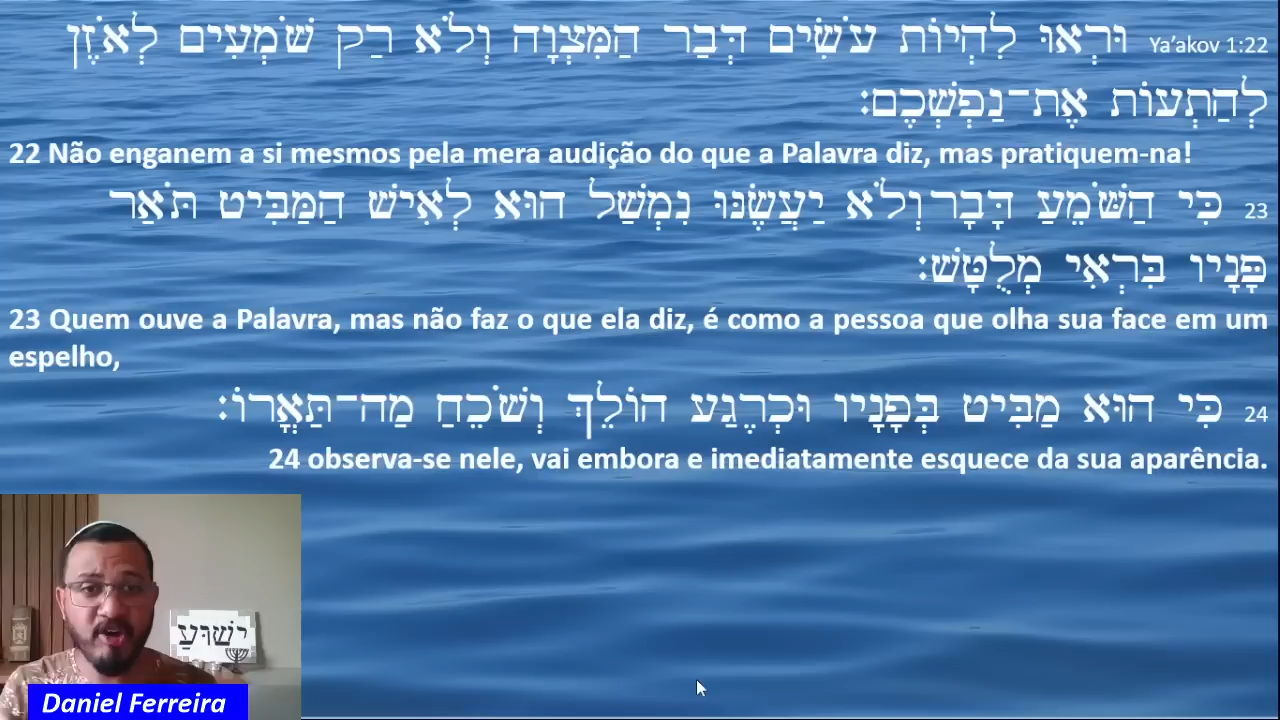 Ya’akov 1:22 וּרְאוּ לִהְיוֹת עֹשִׂים דְּבַר הַמִּצְוָה וְלֹא רַק שֹׁמְעִים לְאֹזֶן
לְהַתְעוֹת אֶת־נַפְשְׁכֶם׃
22 Não enganem a si mesmos pela mera audição do que a Palavra diz, mas pratiquem-na!
23 כִּי הַשֹּׁמֵעַ דָּבָר וְלֹא יַעֲשֶׂנּוּ נִמְשַׁל הוּא לְאִישׁ הַמַּבִּיט תֹּאַר
פָּנָיו בִּרְאִי מְלֻטָּשׁ׃
23 Quem ouve a Palavra, mas não faz o que ela diz, é como a pessoa que olha sua face em um
espelho,
24 כִּי הוּא מַבִּיט בְּפָנָיו וּכְרֶגַע הוֹלֵךְ וְשֹׁכֵחַ מַה־תַּאֲרוֹ׃
24 observa-se nele, vai embora e imediatamente esquece da sua aparência.
יֵשׁוּעַ
Daniel Ferreira